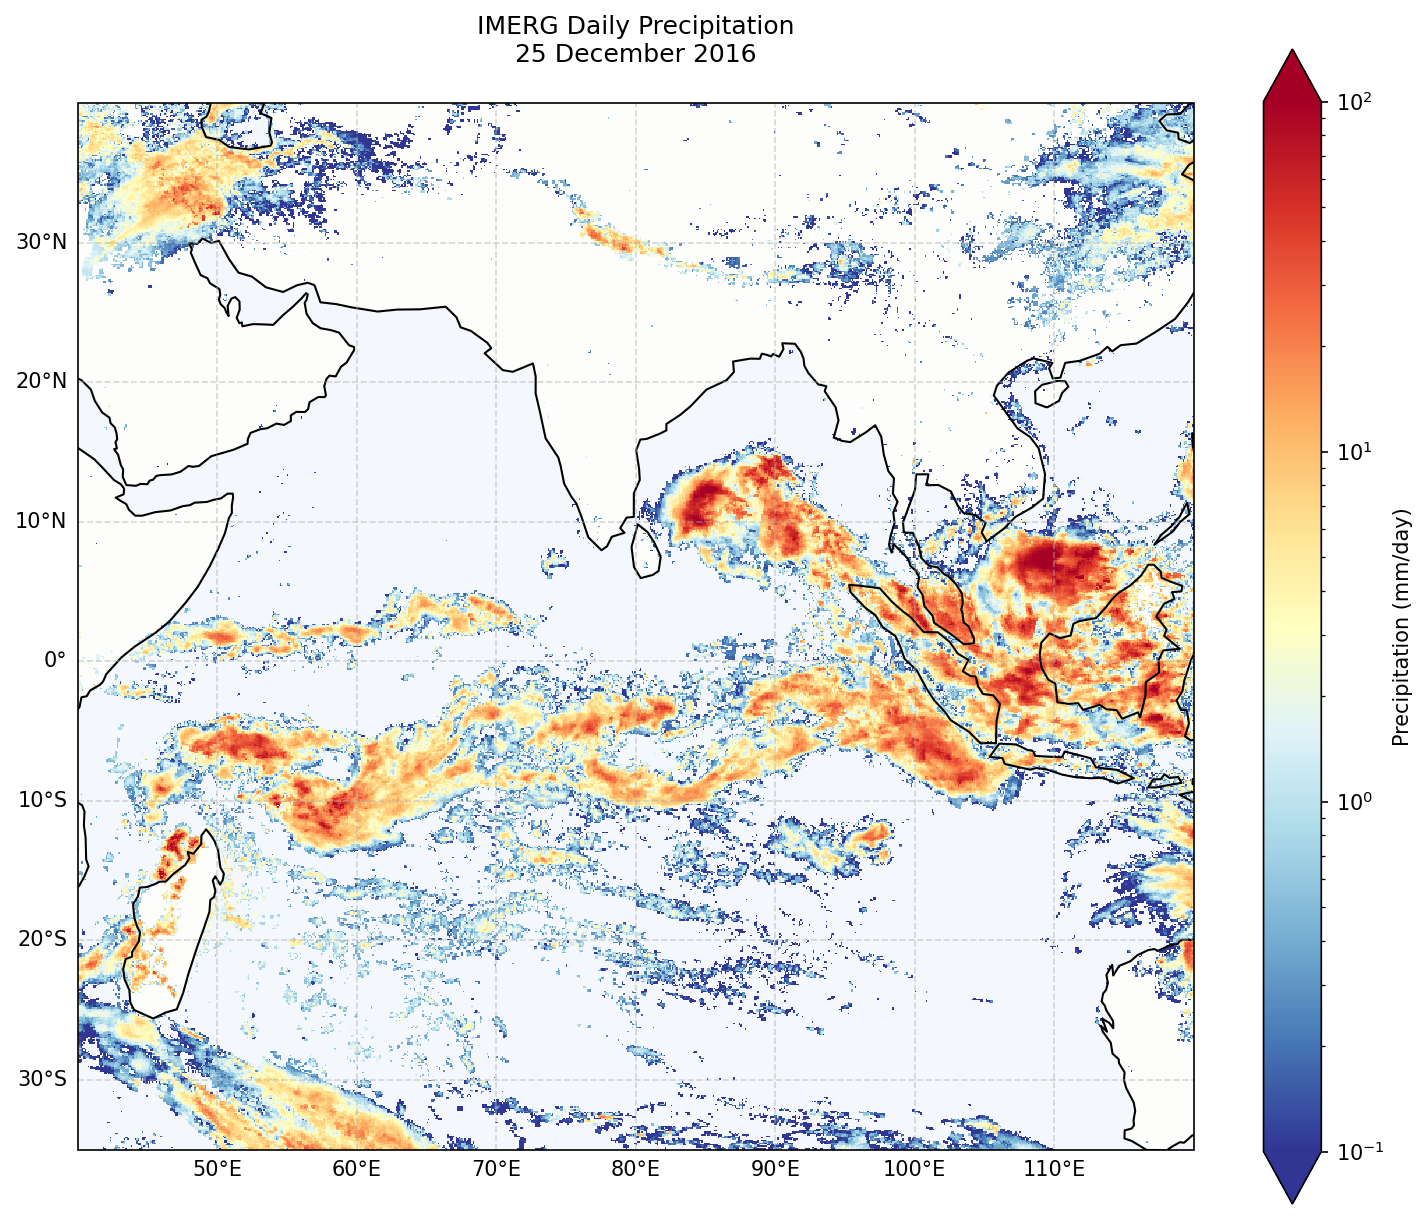 IMERG Daily Precipitation
25 December 2016
30°N
20°N
10°N
0°
10°S
20°S
30°S
50°E
60°E
70°E
80°E
90°E
100°E
110°E
10²
10¹
10⁰
10⁻¹
Precipitation (mm/day)